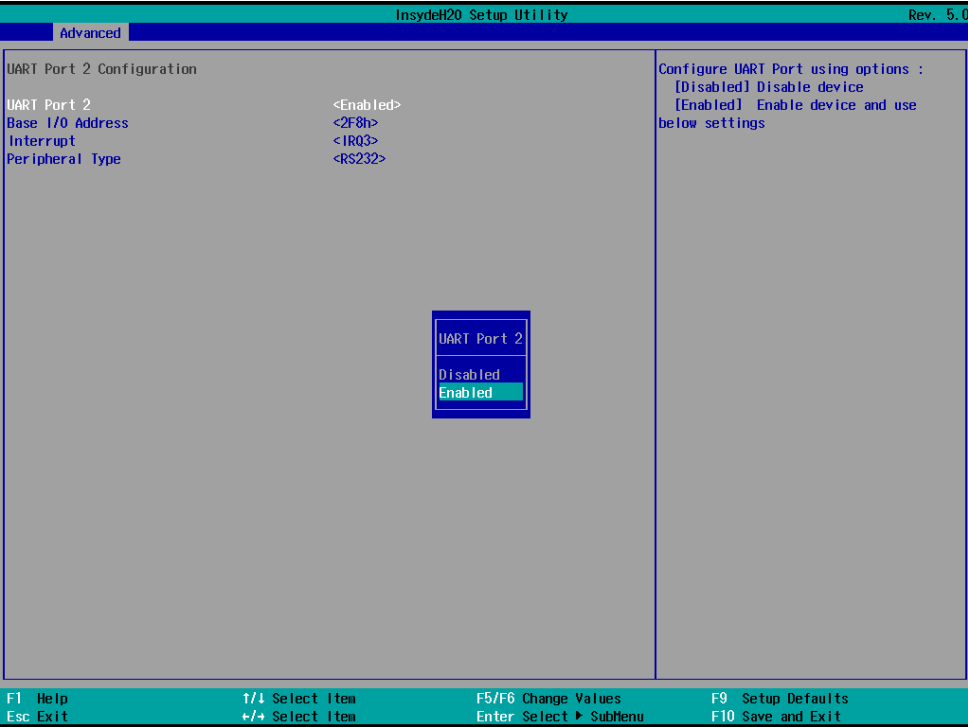 InsydeH20 Setup Utility Rev. 5.0
Advanced
UART Port 2 Configuration
UART Port 2 <Enabled>
Base I/O Address <2F8h>
Interrupt <IRQ3>
Peripheral Type <RS232>
Configure UART Port using options :
[Disabled] Disable device
[Enabled] Enable device and use
below settings
UART Port 2
Disabled
Enabled
F1 Help ↑/↓ Select Item F5/F6 Change Values F9 Setup Defaults
Esc Exit ←/→ Select Item Enter Select ▶ SubMenu F10 Save and Exit